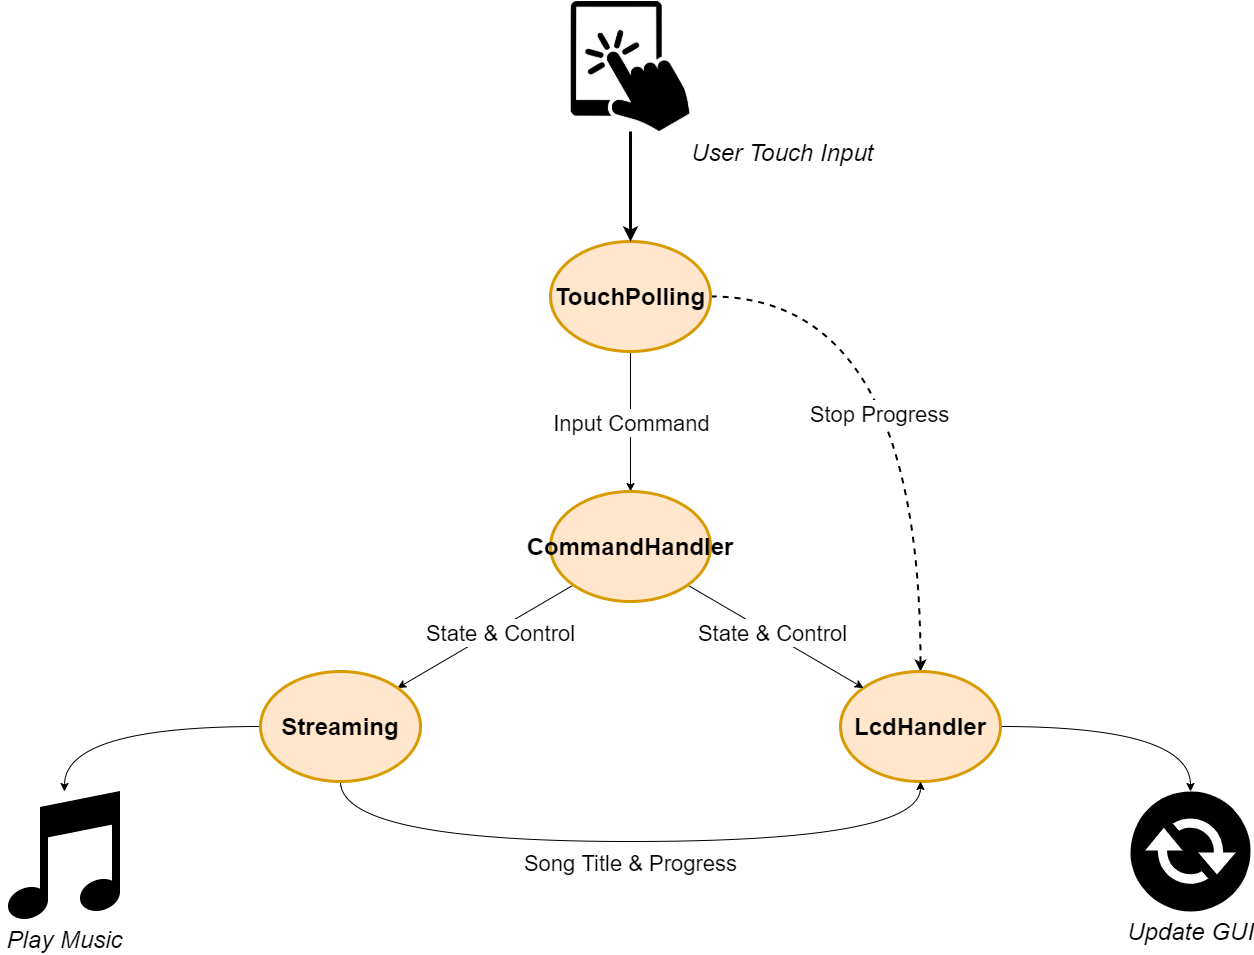 User Touch Input
TouchPolling
Stop Progress
Input Command
CommandHandler
State & Control
State & Control
Streaming
LcdHandler
Song Title & Progress
Play Music
Update GUI